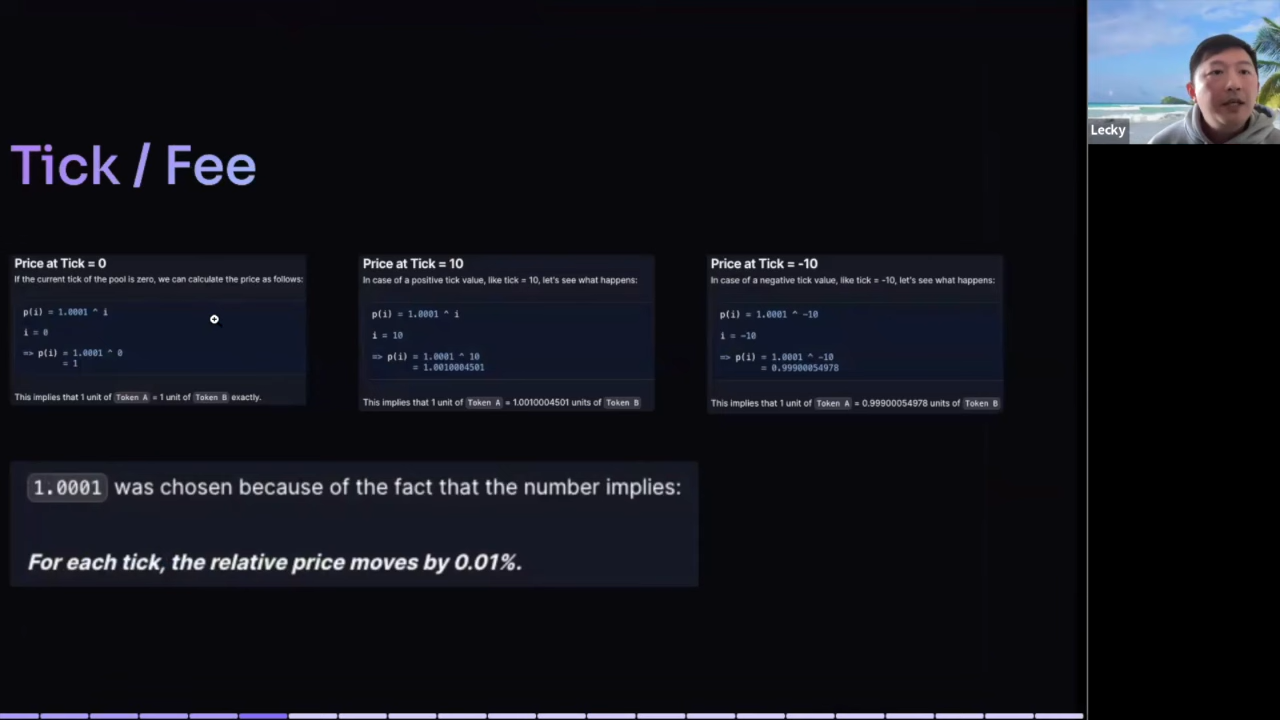 Tick / Fee
Price at Tick = 0
If the current tick of the pool is zero, we can calculate the price as follows:
p(i) = 1.0001 ^ i
i = 0
=> p(i) = 1.0001 ^ 0
= 1
This implies that 1 unit of Token A = 1 unit of Token B exactly.
Price at Tick = 10
In case of a positive tick value, like tick = 10, let's see what happens:
p(i) = 1.0001 ^ i
i = 10
=> p(i) = 1.0001 ^ 10
= 1.0010004501
This implies that 1 unit of Token A = 1.0010004501 units of Token B
Price at Tick = -10
In case of a negative tick value, like tick = -10, let's see what happens:
p(i) = 1.0001 ^ -10
i = -10
=> p(i) = 1.0001 ^ -10
= 0.99900054978
This implies that 1 unit of Token A = 0.99900054978 units of Token B
1.0001 was chosen because of the fact that the number implies:
For each tick, the relative price moves by 0.01%.
Lecky